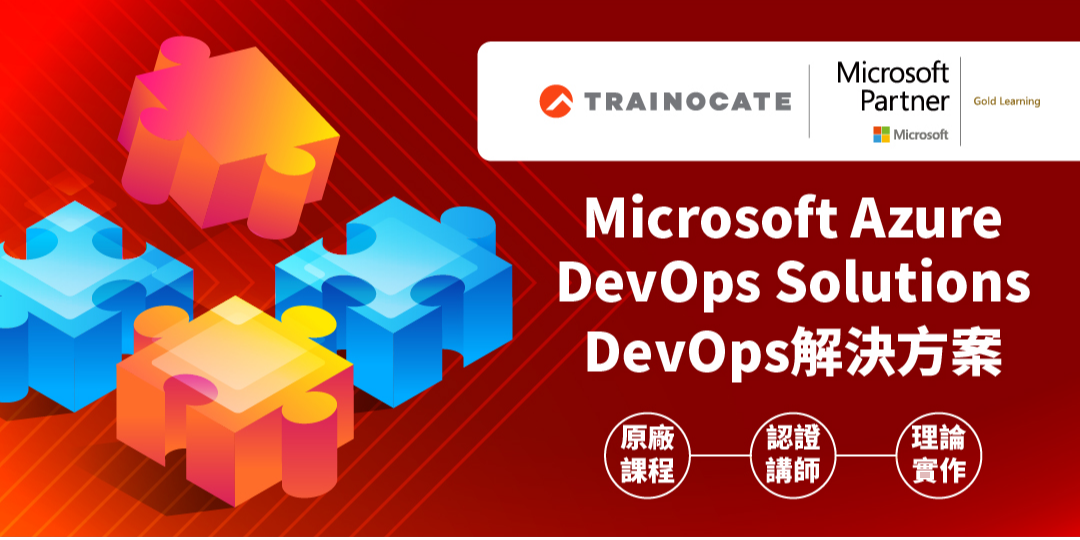 TRAINOCATE
Microsoft
Partner
Microsoft
Gold Learning
Microsoft Azure
DevOps Solutions
DevOps解決方案
原廠
課程
認證
講師
理論
實作